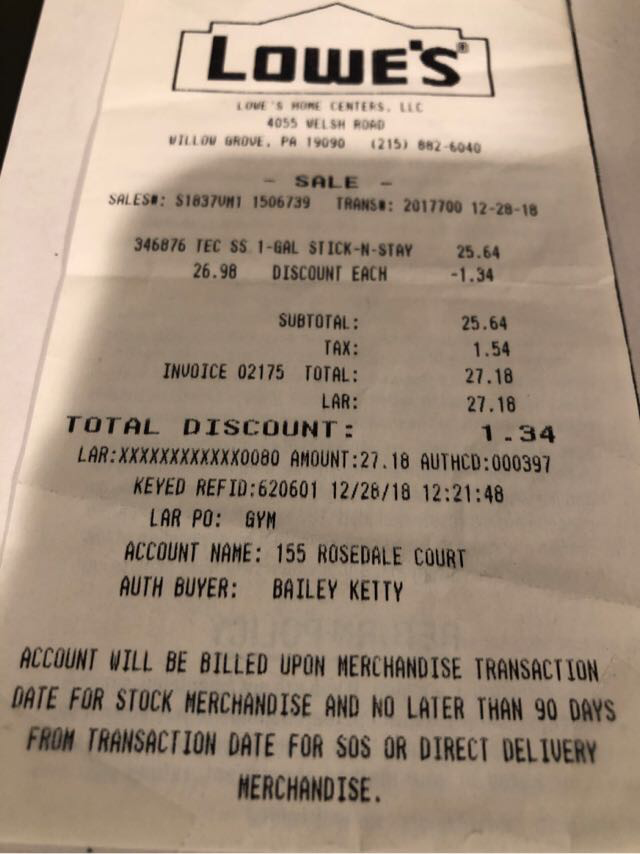 LOWE'S®
LOWE'S HOME CENTERS, LLC
4055 WELSH ROAD
WILLOW GROVE, PA 19090 (215) 882-6040
- SALE -
SALES#: S1837VM1 1506739 TRANS#: 2017700 12-28-18
346876 TEC SS 1-GAL STICK-N-STAY 25.64
26.98 DISCOUNT EACH -1.34
SUBTOTAL: 25.64
TAX: 1.54
INVOICE 02175 TOTAL: 27.18
LAR: 27.18
TOTAL DISCOUNT: 1.34
LAR:XXXXXXXXXXXX0080 AMOUNT:27.18 AUTHCD:000397
KEYED REFID:620601 12/28/18 12:21:48
LAR PO: GYM
ACCOUNT NAME: 155 ROSEDALE COURT
AUTH BUYER: BAILEY KETTY
ACCOUNT WILL BE BILLED UPON MERCHANDISE TRANSACTION
DATE FOR STOCK MERCHANDISE AND NO LATER THAN 90 DAYS
FROM TRANSACTION DATE FOR SOS OR DIRECT DELIVERY
MERCHANDISE.